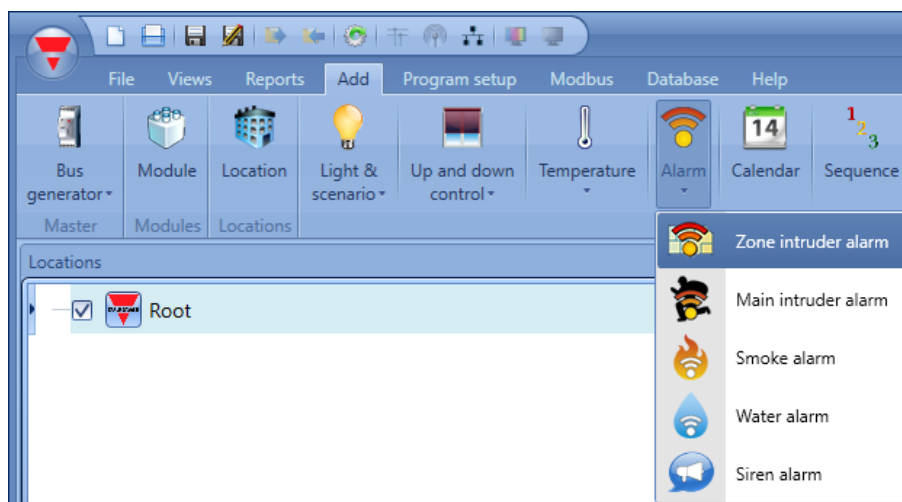 File Views Reports Add Program setup Modbus Database Help
14
1
2
3
Bus generator
Module
Location
Light & scenario
Up and down control
Temperature
Alarm
Calendar
Sequence
Master
Modules
Locations
Locations
Root
Zone intruder alarm
Main intruder alarm
Smoke alarm
Water alarm
Siren alarm